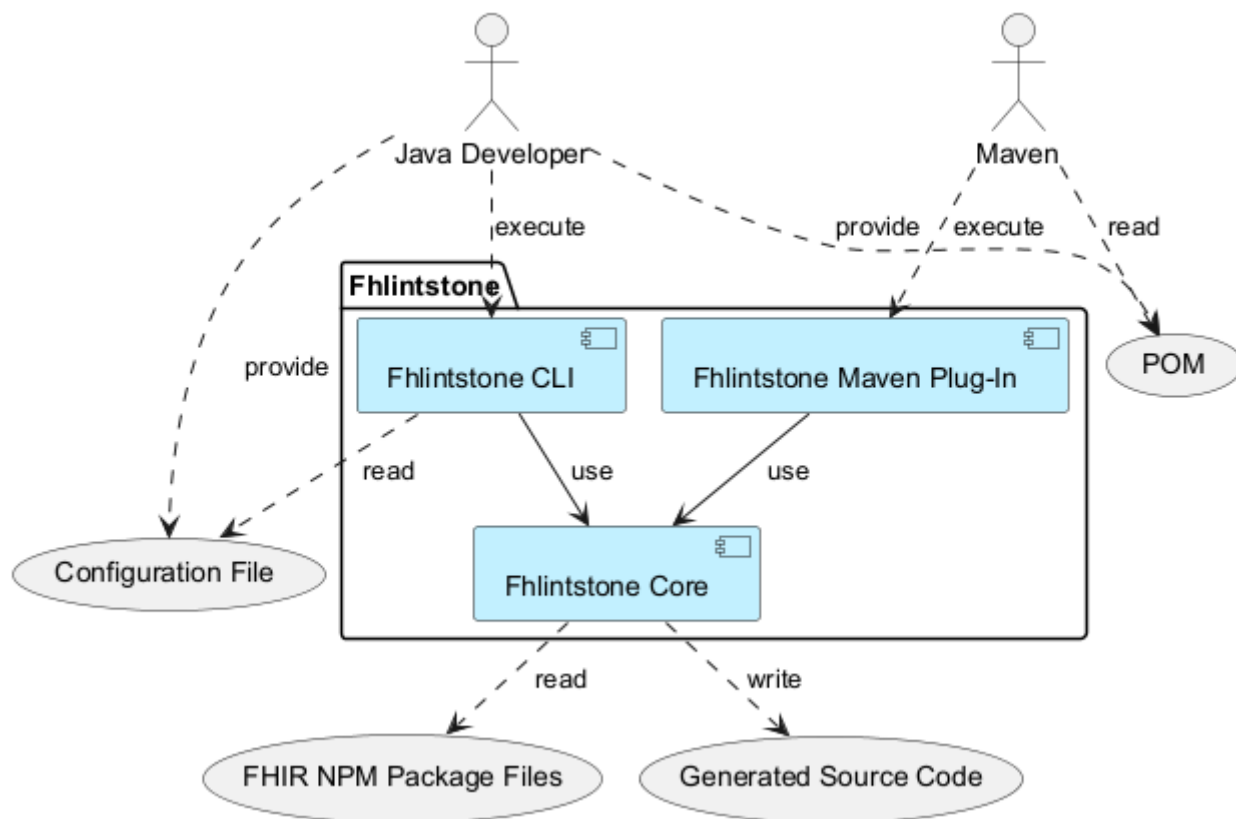 Java Developer
Maven
execute
provide
execute
read
Fhlintstone
provide
Fhlintstone CLI
Fhlintstone Maven Plug-In
POM
read
use
use
Configuration File
Fhlintstone Core
read
write
FHIR NPM Package Files
Generated Source Code